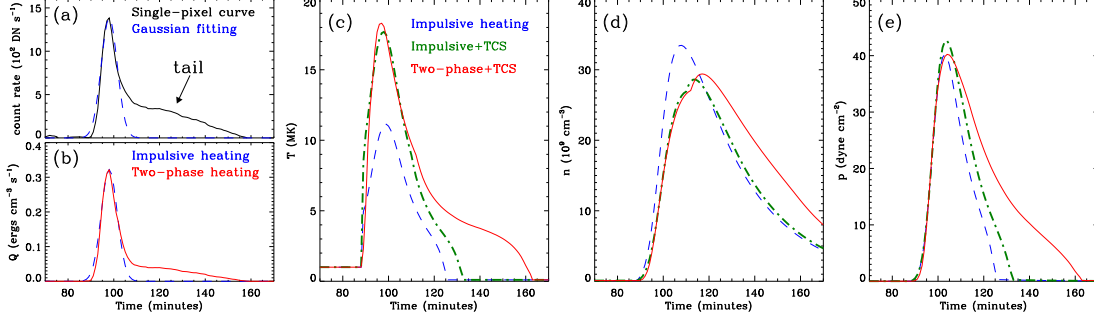 (a)
Single-pixel curve
Gaussian fitting
tail
count rate (10² DN s⁻¹)
15
10
5
0
(b)
Impulsive heating
Two-phase heating
Q (ergs cm⁻³ s⁻¹)
0.4
0.3
0.2
0.1
0.0
80 100 120 140 160
Time (minutes)
(c)
Impulsive heating
Impulsive+TCS
Two-phase+TCS
T (MK)
20
15
10
5
0
80 100 120 140 160
Time (minutes)
(d)
n (10⁹ cm⁻³)
40
30
20
10
0
80 100 120 140 160
Time (minutes)
(e)
p (dyne cm⁻²)
50
40
30
20
10
0
80 100 120 140 160
Time (minutes)